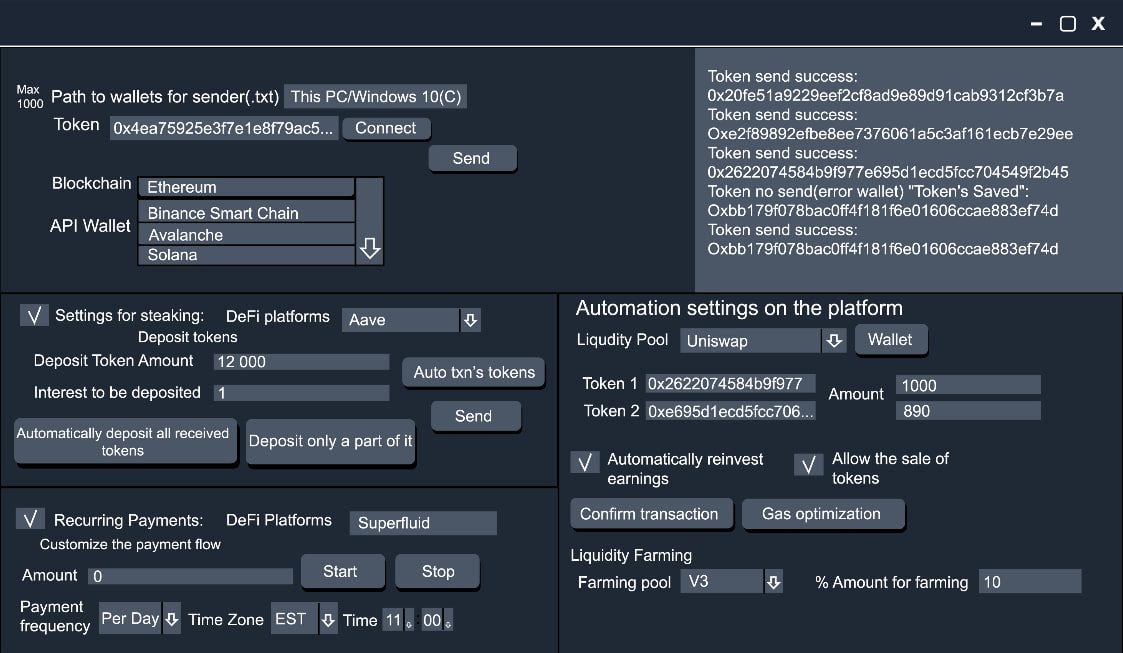 X
Max
1000
Path to wallets for sender(.txt) This PC/Windows 10(C)
Token 0x4ea75925e3f7e1e8f79ac5... Connect
Send
Blockchain Ethereum
Binance Smart Chain
API Wallet
Avalanche
Solana
Token send success:
0x20fe51a9229eef2cf8ad9e89d91cab9312cf3b7a
Token send success:
Oxe2f89892efbe8ee7376061a5c3af161ecb7e29ee
Token send success:
0x2622074584b9f977e695d1ecd5fcc704549f2b45
Token no send(error wallet) "Token's Saved":
Oxbb179f078bac0ff4f181f6e01606ccae883ef74d
Token send success:
Oxbb179f078bac0ff4f181f6e01606ccae883ef74d
√ Settings for steaking: DeFi platforms Aave
Deposit tokens
Deposit Token Amount 12 000
Auto txn's tokens
Interest to be deposited 1
Send
Automatically deposit all received
tokens
Deposit only a part of it
√ Recurring Payments: DeFi Platforms Superfluid
Customize the payment flow
Amount 0 Start Stop
Payment
frequency Per Day Time Zone EST Time 11 : 00
Automation settings on the platform
Liqudity Pool Uniswap Wallet
Token 1 0x2622074584b9f977 Amount 1000
Token 2 0xe695d1ecd5fcc706... 890
√ Automatically reinvest
earnings
√ Allow the sale of
tokens
Confirm transaction Gas optimization
Liquidity Farming
Farming pool V3 % Amount for farming 10